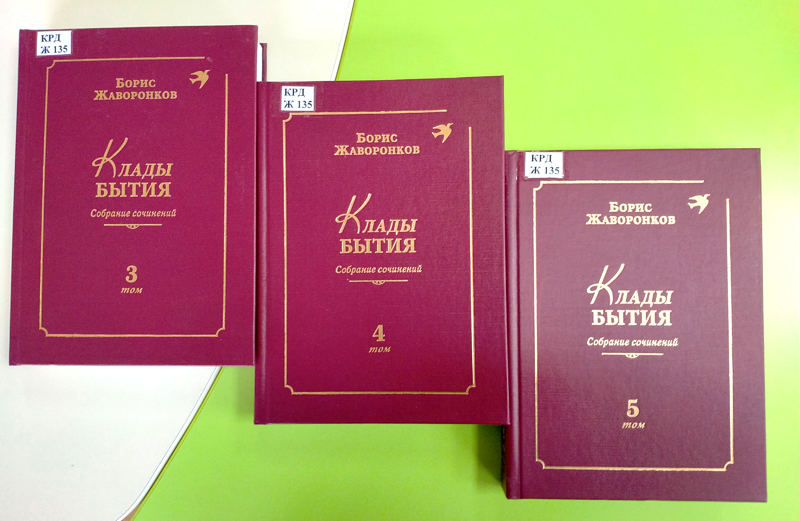 КРД
Ж 135
Борис
Жаворонков
Клады
бытия
Собрание сочинений
3
том
КРД
Ж 135
Борис
Жаворонков
Клады
бытия
Собрание сочинений
4
том
КРД
Ж 135
Борис
Жаворонков
Клады
бытия
Собрание сочинений
5
том